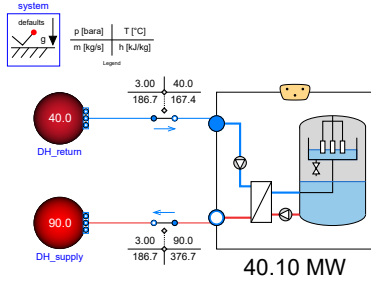 system
defaults
g
p [bara] T [°C]
m [kg/s] h [kJ/kg]
Legend
3.00 40.0
186.7 167.4
40.0
DH_return
90.0
DH_supply
3.00 90.0
186.7 376.7
40.10 MW